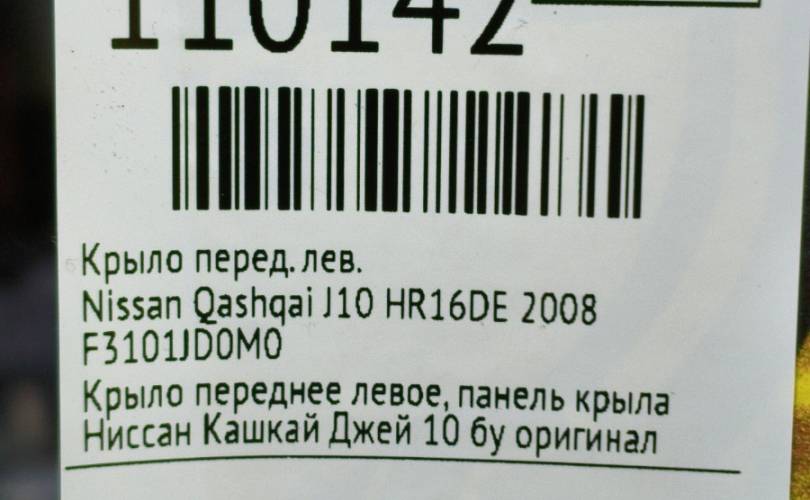 110142
Крыло перед. лев.
Nissan Qashqai J10 HR16DE 2008
F3101JD0M0
Крыло переднее левое, панель крыла
Ниссан Кашкай Джей 10 бу оригинал